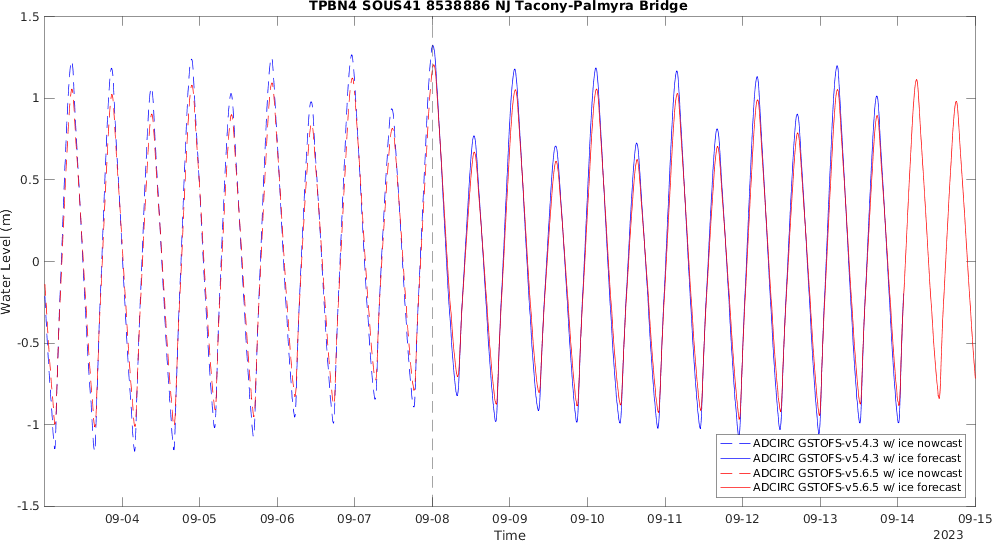 TPBN4 SOUS41 8538886 NJ Tacony-Palmyra Bridge
1.5
1
0.5
0
-0.5
-1
-1.5
Water Level (m)
ADCIRC GSTOFS-v5.4.3 w/ ice nowcast
ADCIRC GSTOFS-v5.4.3 w/ ice forecast
ADCIRC GSTOFS-v5.6.5 w/ ice nowcast
ADCIRC GSTOFS-v5.6.5 w/ ice forecast
09-04 09-05 09-06 09-07 09-08 09-09 09-10 09-11 09-12 09-13 09-14 09-15
Time
2023